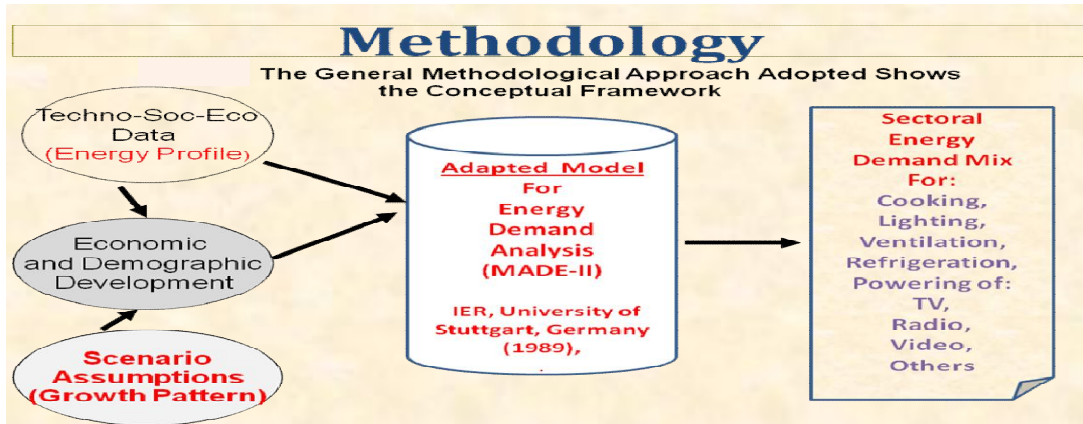 Methodology
The General Methodological Approach Adopted Shows
the Conceptual Framework
Techno-Soc-Eco
Data
(Energy Profile)
Economic
and Demographic
Development
Scenario
Assumptions
(Growth Pattern)
Adapted Model
For
Energy
Demand
Analysis
(MADE-II)
IER, University of
Stuttgart, Germany
(1989),
.
Sectoral
Energy
Demand Mix
For:
Cooking,
Lighting,
Ventilation,
Refrigeration,
Powering of:
TV,
Radio,
Video,
Others